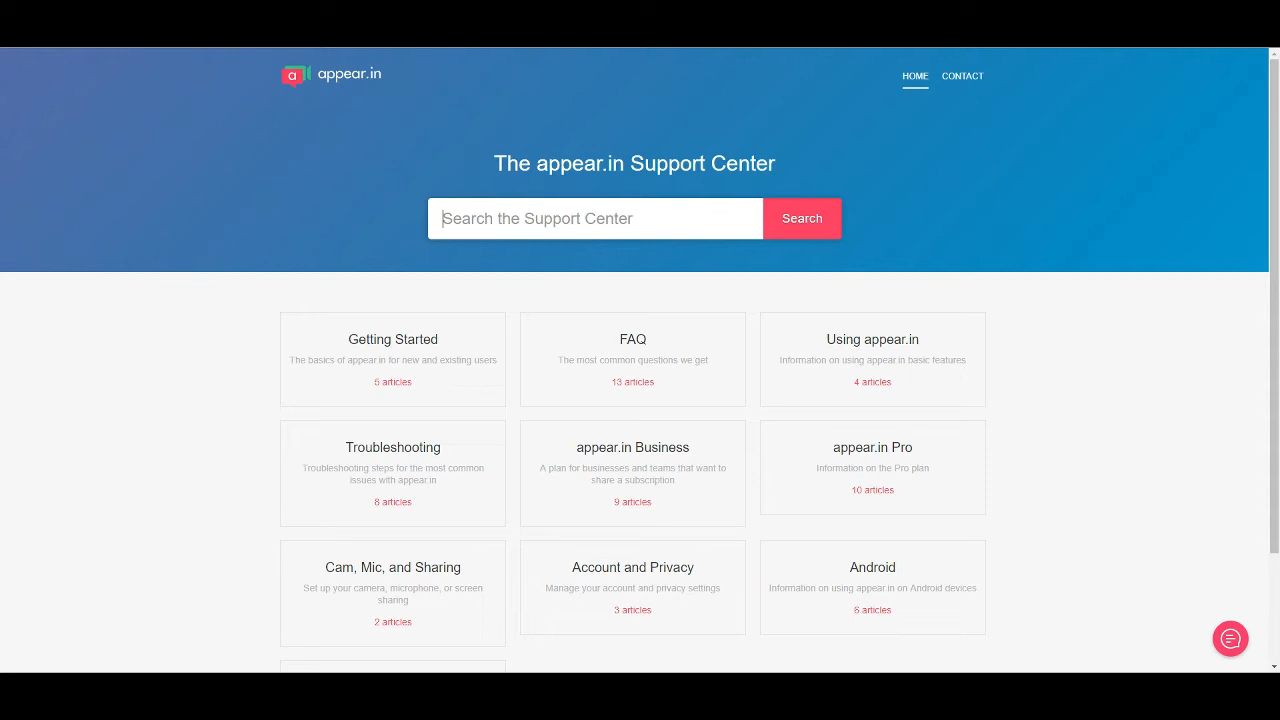 a appear.in
HOME CONTACT
The appear.in Support Center
Search the Support Center
Search
Getting Started
The basics of appear.in for new and existing users
5 articles
FAQ
The most common questions we get
13 articles
Using appear.in
Information on using appear.in basic features
4 articles
Troubleshooting
Troubleshooting steps for the most common
issues with appear.in
8 articles
appear.in Business
A plan for businesses and teams that want to
share a subscription
9 articles
appear.in Pro
Information on the Pro plan
10 articles
Cam, Mic, and Sharing
Set up your camera, microphone, or screen
sharing
2 articles
Account and Privacy
Manage your account and privacy settings
3 articles
Android
Information on using appear.in on Android devices
6 articles